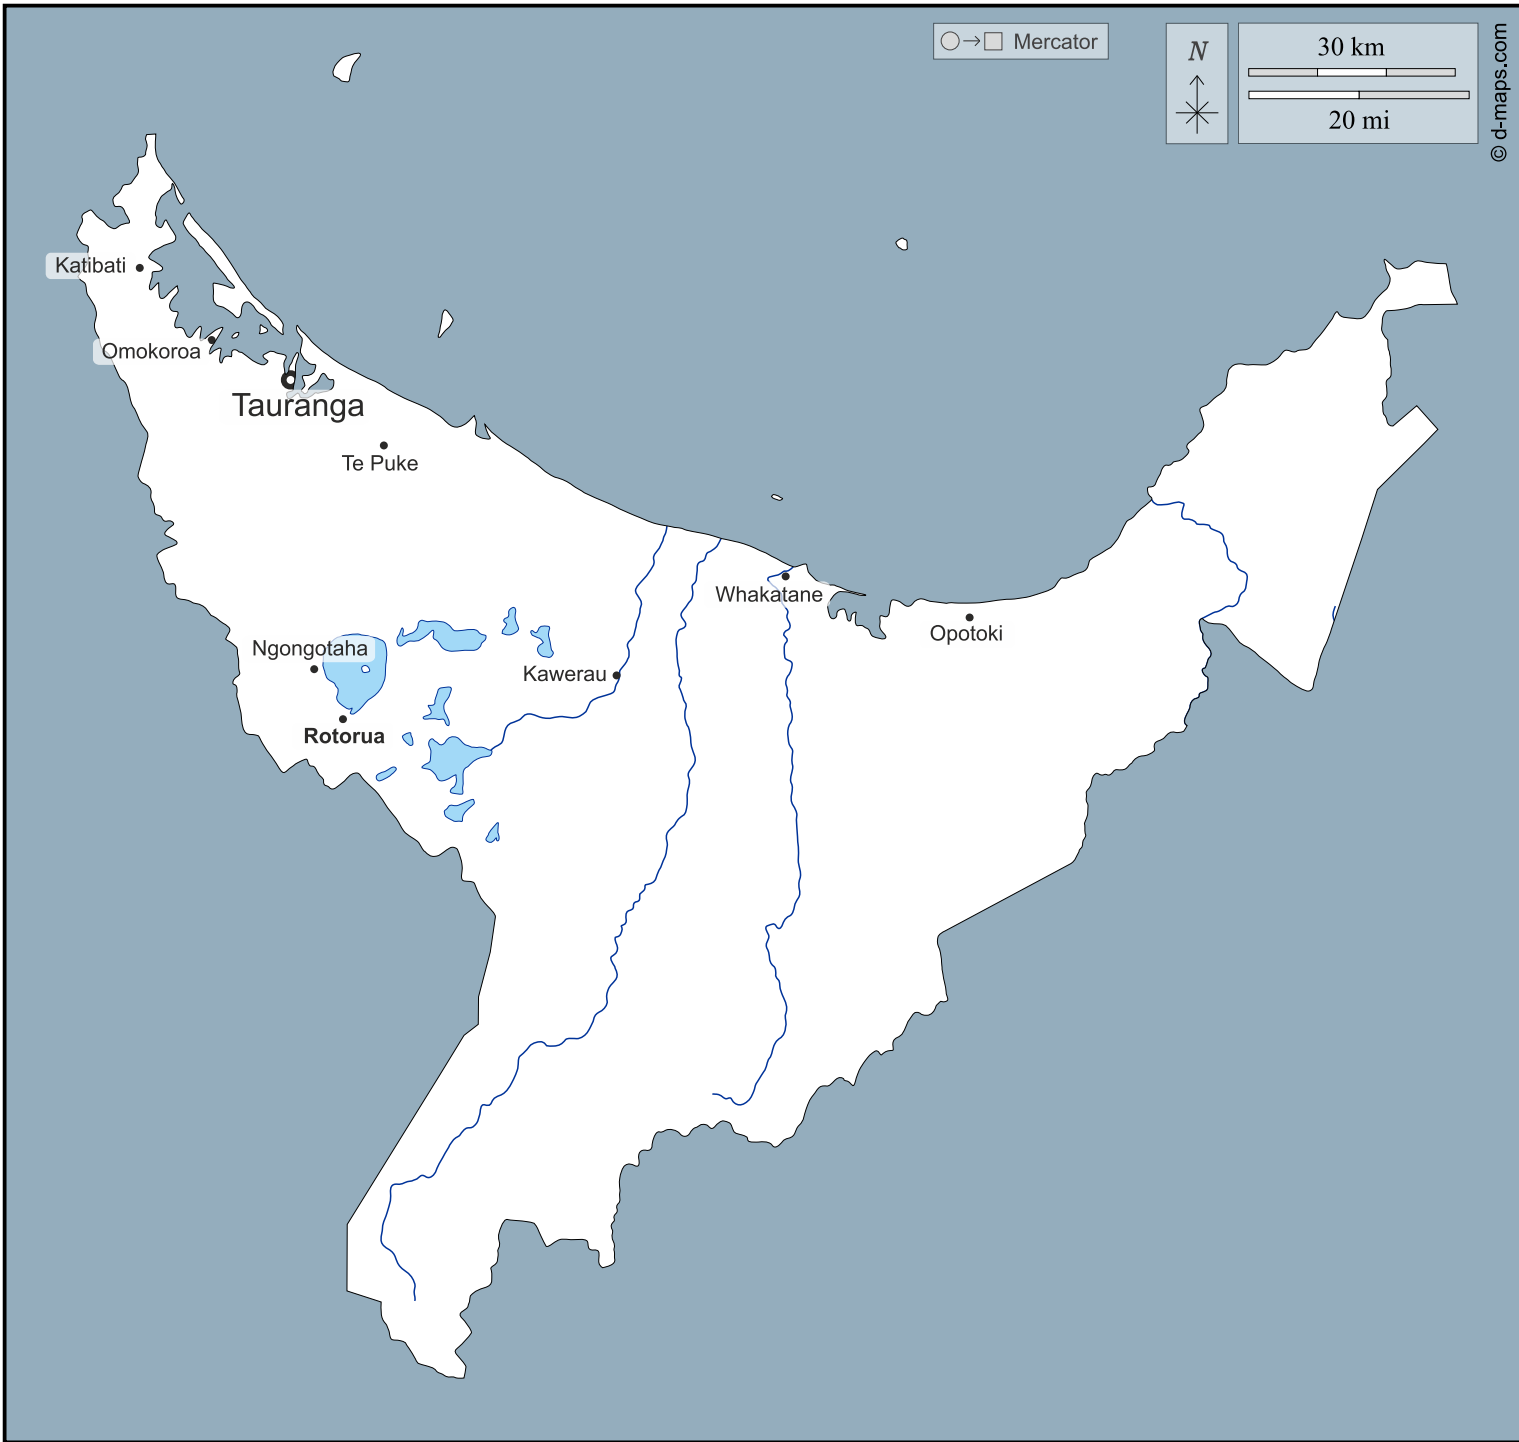 Mercator
N
30 km
20 mi
© d-maps.com
Katibati
Omokoroa
Tauranga
Te Puke
Whakatane
Opotoki
Ngongotaha
Kawerau
Rotorua